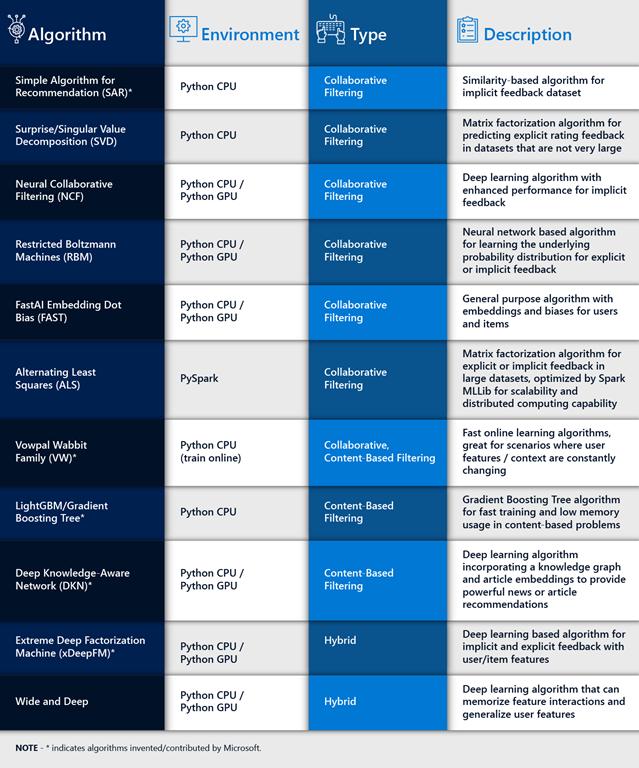 Algorithm
Environment
Type
Description
Simple Algorithm for
Recommendation (SAR)*
Python CPU
Collaborative
Filtering
Similarity-based algorithm for
implicit feedback dataset
Surprise/Singular Value
Decomposition (SVD)
Python CPU
Collaborative
Filtering
Matrix factorization algorithm for
predicting explicit rating feedback
in datasets that are not very large
Neural Collaborative
Filtering (NCF)
Python CPU /
Python GPU
Collaborative
Filtering
Deep learning algorithm with
enhanced performance for implicit
feedback
Restricted Boltzmann
Machines (RBM)
Python CPU /
Python GPU
Collaborative
Filtering
Neural network based algorithm
for learning the underlying
probability distribution for explicit
or implicit feedback
FastAI Embedding Dot
Bias (FAST)
Python CPU /
Python GPU
Collaborative
Filtering
General purpose algorithm with
embeddings and biases for users
and items
Alternating Least
Squares (ALS)
PySpark
Collaborative
Filtering
Matrix factorization algorithm for
explicit or implicit feedback in
large datasets, optimized by Spark
MLLib for scalability and
distributed computing capability
Vowpal Wabbit
Family (VW)*
Python CPU
(train online)
Collaborative,
Content-Based Filtering
Fast online learning algorithms,
great for scenarios where user
features / context are constantly
changing
LightGBM/Gradient
Boosting Tree*
Python CPU
Content-Based
Filtering
Gradient Boosting Tree algorithm
for fast training and low memory
usage in content-based problems
Deep Knowledge-Aware
Network (DKN)*
Python CPU /
Python GPU
Content-Based
Filtering
Deep learning algorithm
incorporating a knowledge graph
and article embeddings to provide
powerful news or article
recommendations
Extreme Deep Factorization
Machine (xDeepFM)*
Python CPU /
Python GPU
Hybrid
Deep learning based algorithm for
implicit and explicit feedback with
user/item features
Wide and Deep
Python CPU /
Python GPU
Hybrid
Deep learning algorithm that can
memorize feature interactions and
generalize user features
NOTE - * indicates algorithms invented/contributed by Microsoft.